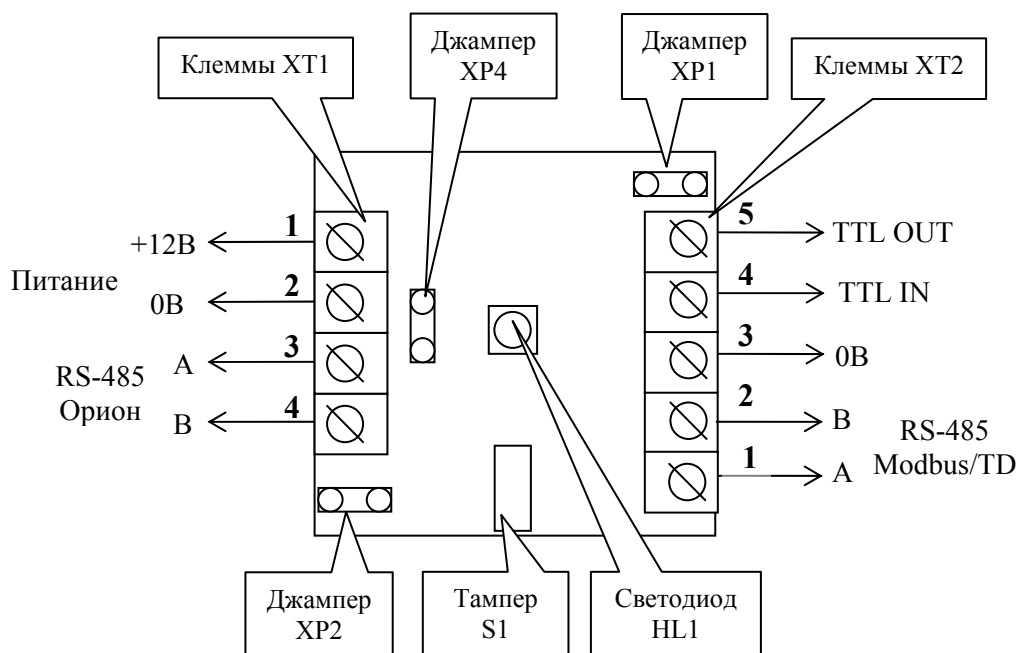 Клеммы XT1
Джампер
XP4
Джампер
XP1
Клеммы XT2
Питание
+12В
1
0В
2
RS-485
Орион
A
3
B
4
5
TTL OUT
4
TTL IN
3
0В
2
B
1
A
RS-485
Modbus/TD
Джампер
XP2
Тампер
S1
Светодиод
HL1